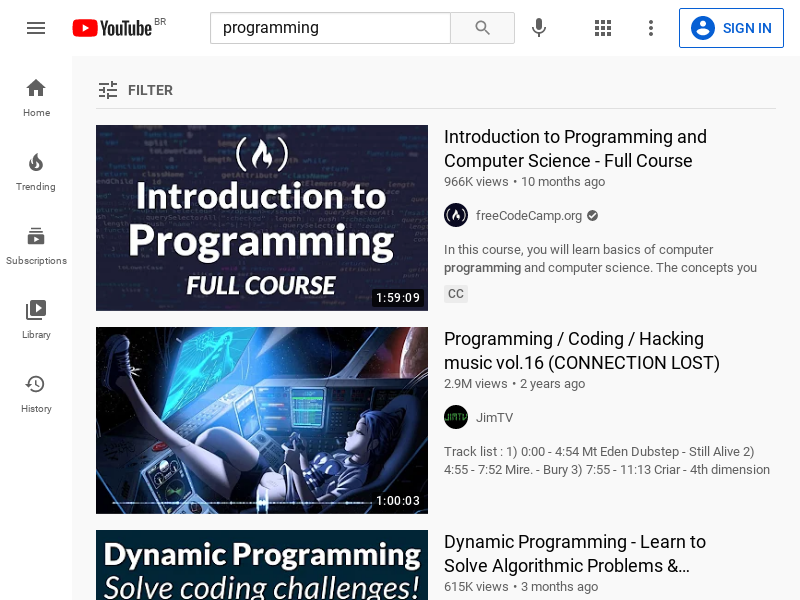 YouTube BR
programming
SIGN IN
Home
Trending
Subscriptions
Library
History
FILTER
Introduction to
Programming
FULL COURSE
1:59:09
Introduction to Programming and
Computer Science - Full Course
966K views • 10 months ago
freeCodeCamp.org
In this course, you will learn basics of computer
programming and computer science. The concepts you
CC
1:00:03
Programming / Coding / Hacking
music vol.16 (CONNECTION LOST)
2.9M views • 2 years ago
JIMTV
JimTV
Track list : 1) 0:00 - 4:54 Mt Eden Dubstep - Still Alive 2)
4:55 - 7:52 Mire. - Bury 3) 7:55 - 11:13 Criar - 4th dimension
Dynamic Programming
Solve coding challenges!
Dynamic Programming - Learn to
Solve Algorithmic Problems &…
615K views • 3 months ago